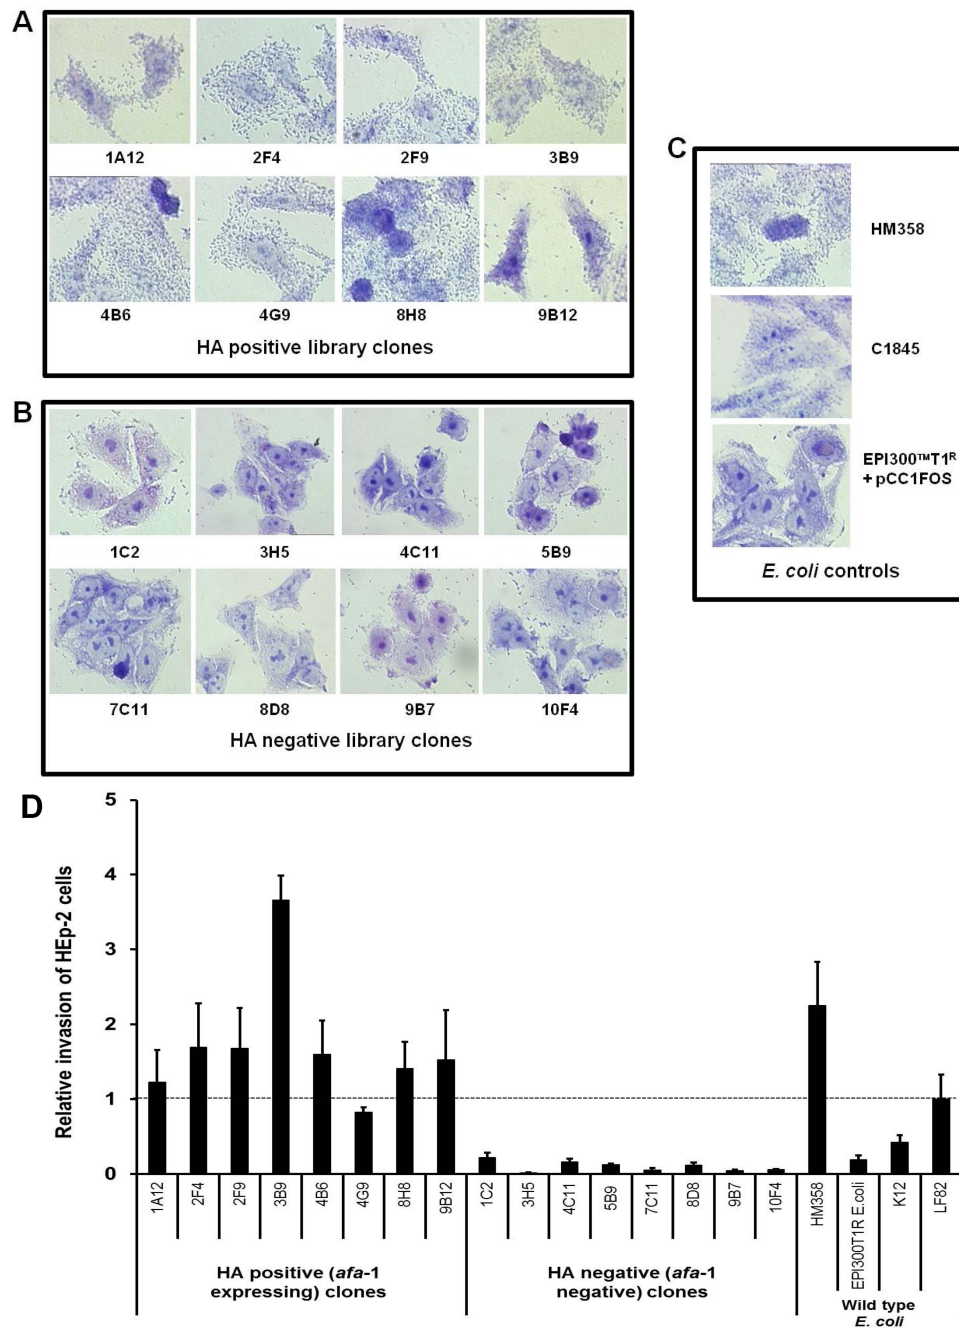 A
1A12 2F4 2F9 3B9
4B6 4G9 8H8 9B12
HA positive library clones
B
1C2 3H5 4C11 5B9
7C11 8D8 9B7 10F4
HA negative library clones
C
HM358
C1845
EPI300™T1ᴿ
+ pCC1FOS
E. coli controls
D
Relative invasion of HEp-2 cells
5
4
3
2
1
0
1A12
2F4
2F9
3B9
4B6
4G9
8H8
9B12
1C2
3H5
4C11
5B9
7C11
8D8
9B7
10F4
HM358
EPI300T1R E.coli
K12
LF82
HA positive (afa-1
expressing) clones
HA negative (afa-1
negative) clones
Wild type
E. coli